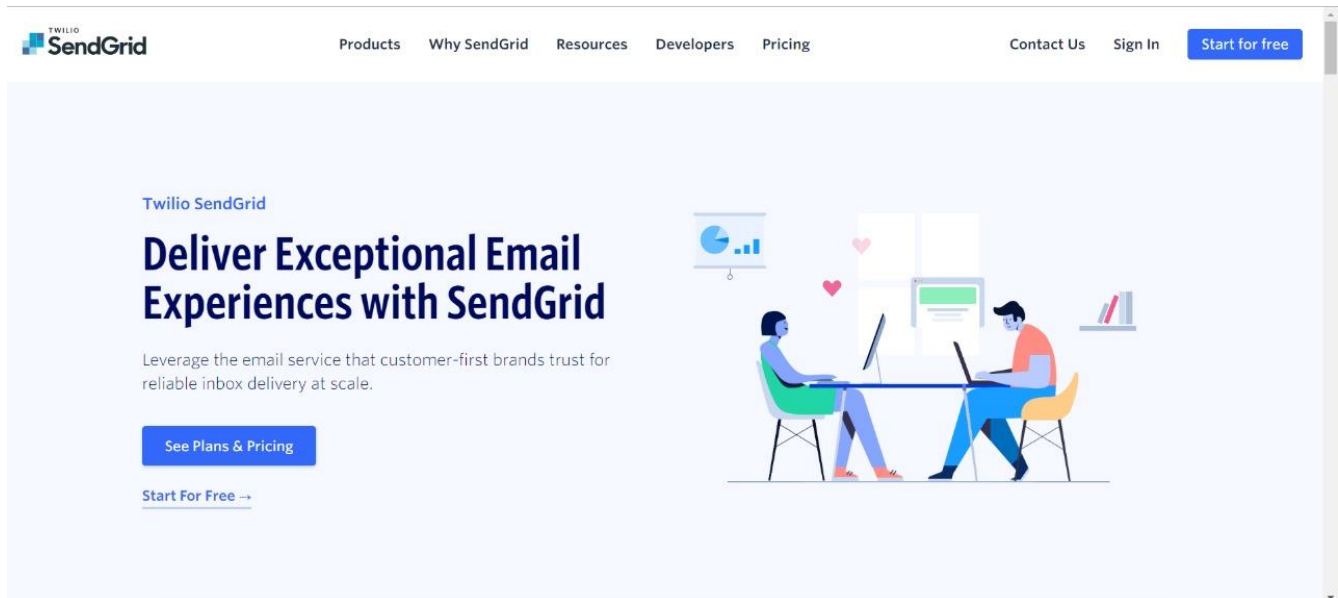 TWILIO
SendGrid
Products Why SendGrid Resources Developers Pricing Contact Us Sign In Start for free
Twilio SendGrid
Deliver Exceptional Email
Experiences with SendGrid
Leverage the email service that customer-first brands trust for
reliable inbox delivery at scale.
See Plans & Pricing
Start For Free →